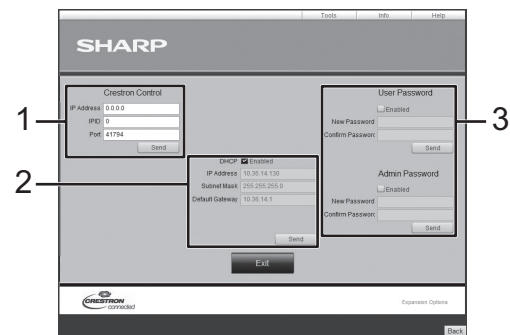 Tools Info Help
SHARP
1
Crestron Control
IP Address 0.0.0.0
IPID 0
Port 41794
Send
2
DHCP Enabled
IP Address 10.36.14.130
Subnet Mask 255.255.255.0
Default Gateway 10.36.14.1
Send
3
User Password
Enabled
New Password
Confirm Password
Send
Admin Password
Enabled
New Password
Confirm Password
Send
Exit
CRESTRON
connected
Expansion Options
Back